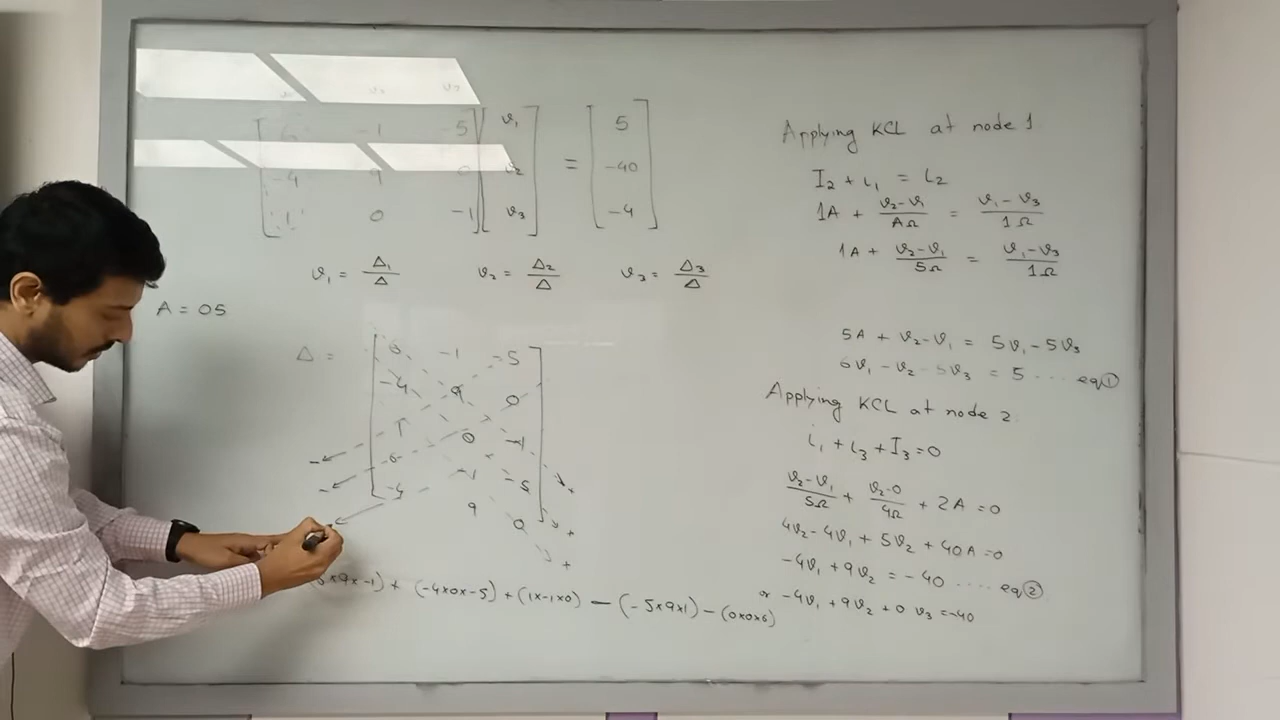 v₁ v₂ v₃
[6 -1 -5] [v₁] = [5]
[-4 9 0] [v₂] [-40]
[1 0 -1] [v₃] [-4]
v₁ = Δ₁/Δ v₂ = Δ₂/Δ v₃ = Δ₃/Δ
A = 05
Δ =
6 -1 -5
-4 9 0
1 0 -1
6 -1 -5
-4 9 0
- - -
+ + +
×9×-1) + (-4×0×-5) + (1×-1×0) - (-5×9×1) - (0×0×6)
Applying KCL at node 1
I₂ + i₁ = i₂
1A + (v₂-v₁)/AΩ = (v₁-v₃)/1Ω
1A + (v₂-v₁)/5Ω = (v₁-v₃)/1Ω
5A + v₂-v₁ = 5v₁-5v₃
6v₁ - v₂ - 5v₃ = 5 .... eq①
Applying KCL at node 2
i₁ + i₃ + I₃ = 0
(v₂-v₁)/5Ω + (v₂-0)/4Ω + 2A = 0
4v₂-4v₁ + 5v₂ + 40A = 0
-4v₁ + 9v₂ = -40 ..... eq②
or -4v₁ + 9v₂ + 0 v₃ = -40